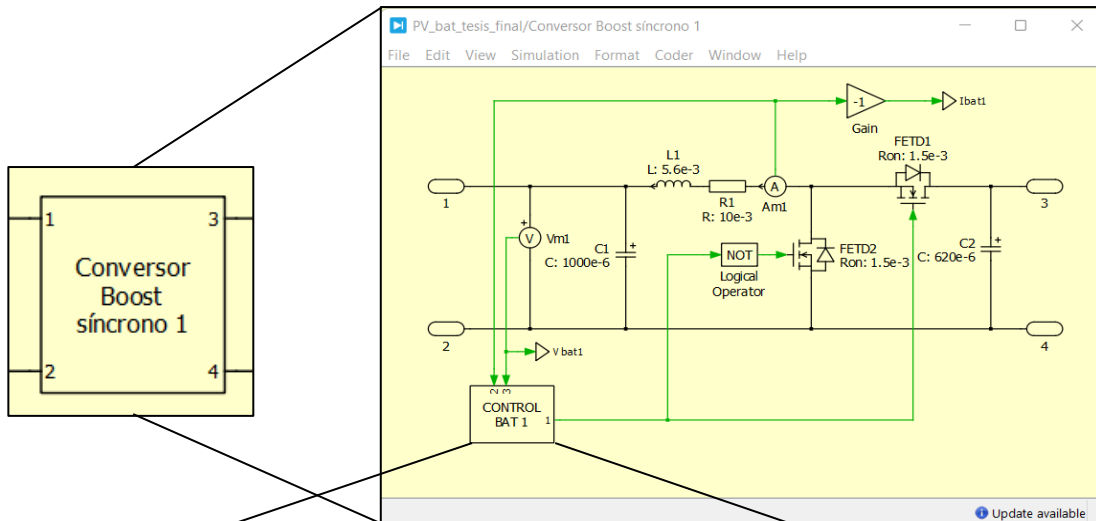 PV_bat_tesis_final/Conversor Boost síncrono 1
File Edit View Simulation Format Coder Window Help
-1
Ibat1
Gain
FETD1
Ron: 1.5e-3
L1
L: 5.6e-3
A
1
R1
R: 10e-3
Am1
3
+
V
Vm1
C1
+
C: 1000e-6
NOT
Logical
Operator
FETD2
Ron: 1.5e-3
C2
+
C: 620e-6
2
4
V bat1
2
3
CONTROL
BAT 1
1
Update available
1
3
Conversor
Boost
síncrono 1
2
4